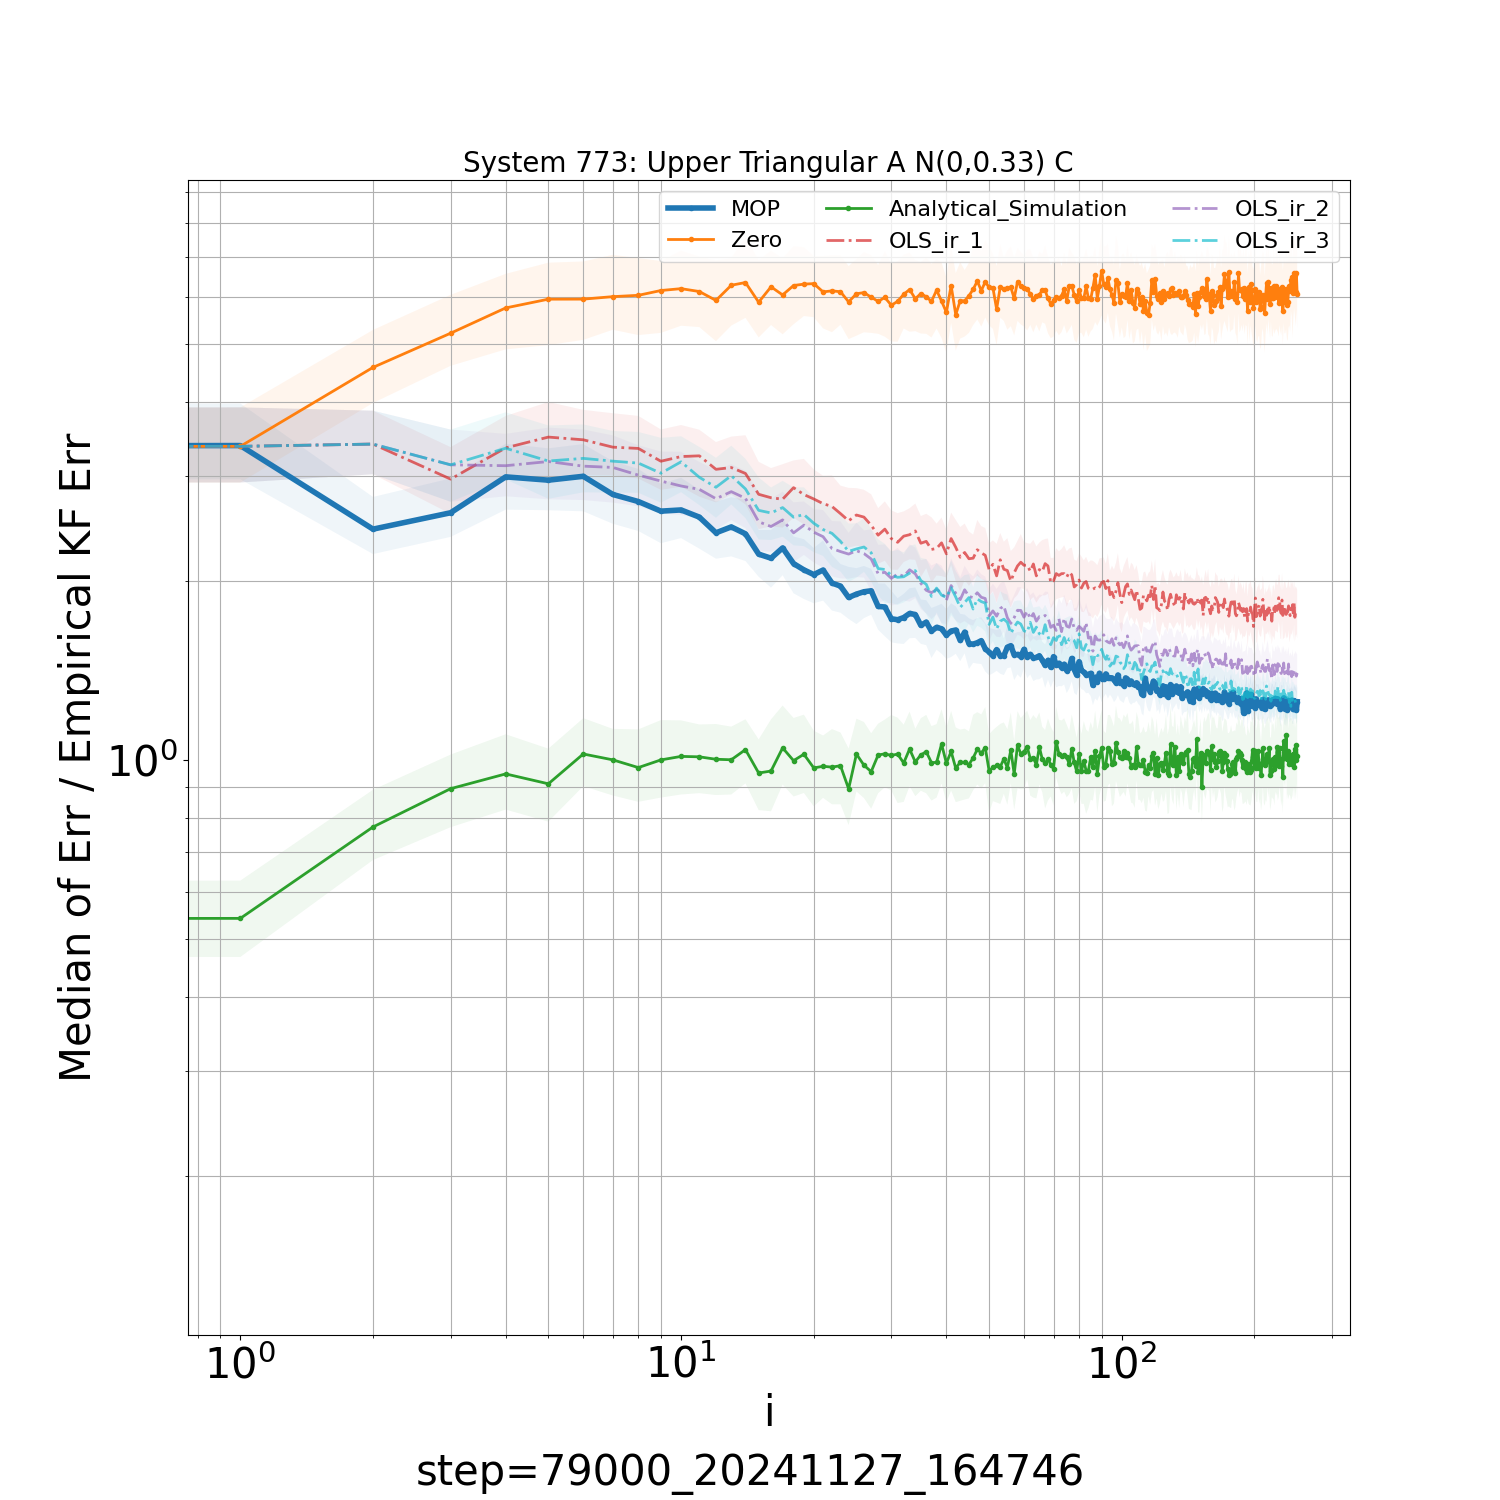 System 773: Upper Triangular A N(0,0.33) C
MOP
Zero
Analytical_Simulation
OLS_ir_1
OLS_ir_2
OLS_ir_3
Median of Err / Empirical KF Err
10⁰
10⁰ 10¹ 10²
i
step=79000_20241127_164746